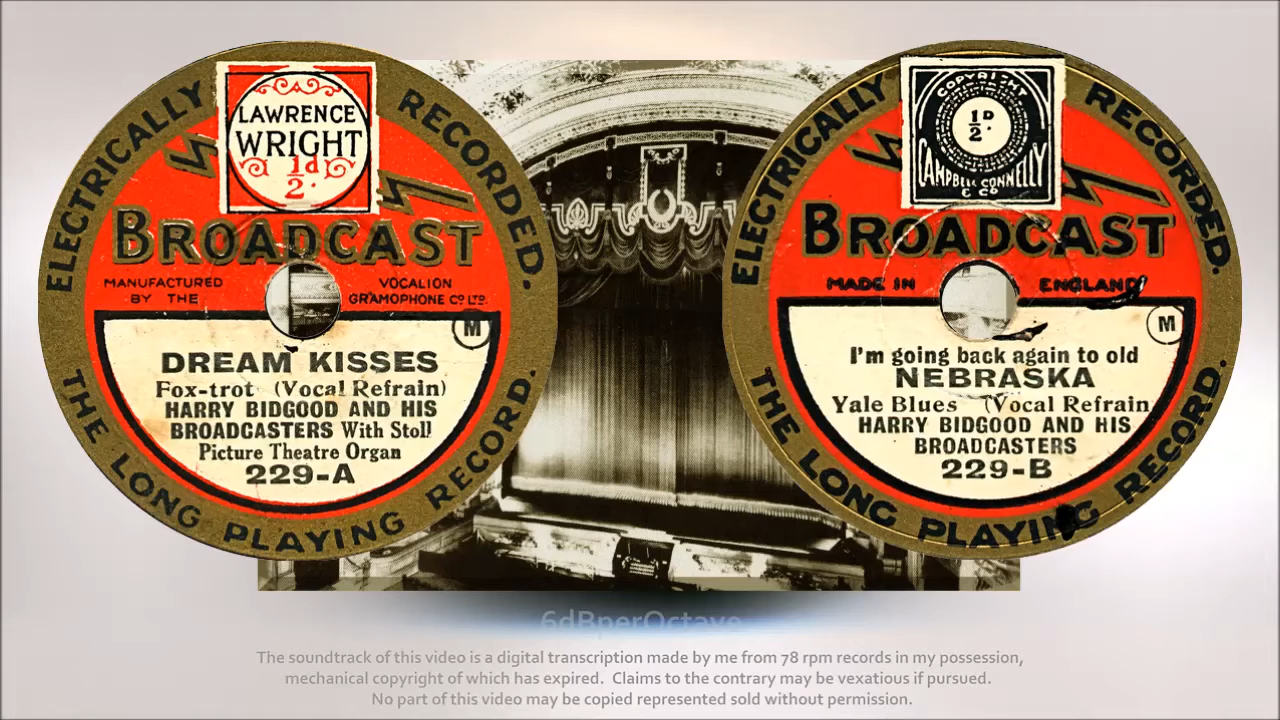 ELECTRICALLY RECORDED.
LAWRENCE
WRIGHT
½d.
BROADCAST
MANUFACTURED
BY THE
VOCALION
GRAMOPHONE Cº LTD.
M
DREAM KISSES
Fox-trot (Vocal Refrain)
HARRY BIDGOOD AND HIS
BROADCASTERS With Stoll
Picture Theatre Organ
229-A
THE LONG PLAYING RECORD.
ELECTRICALLY RECORDED.
COPYRIGHT
½D.
CAMPBELL CONNELLY
& Cº
BROADCAST
MADE IN ENGLAND
M
I'm going back again to old
NEBRASKA
Yale Blues (Vocal Refrain
HARRY BIDGOOD AND HIS
BROADCASTERS
229-B
THE LONG PLAYING RECORD.
6dBperOctave
The soundtrack of this video is a digital transcription made by me from 78 rpm records in my possession,
mechanical copyright of which has expired. Claims to the contrary may be vexatious if pursued.
No part of this video may be copied represented sold without permission.